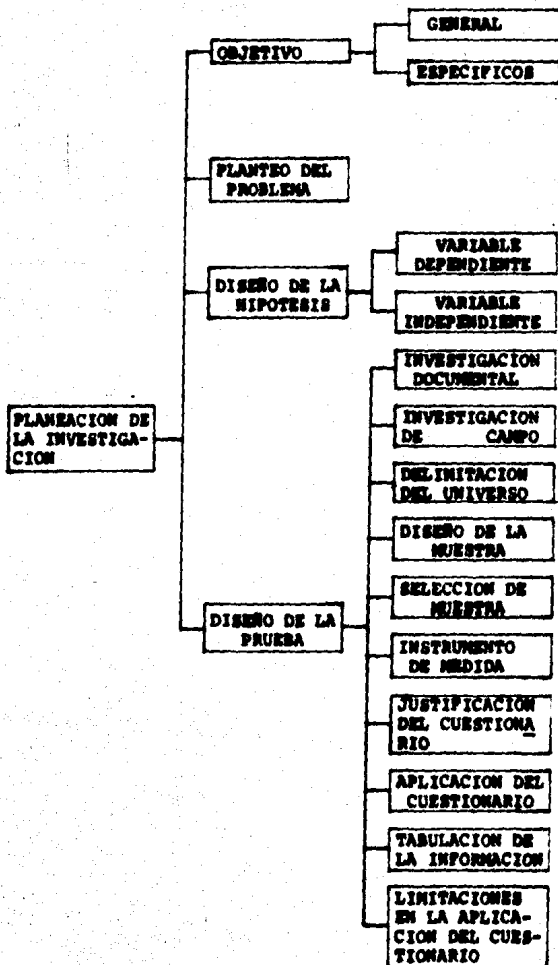 GENERAL
OBJETIVO
ESPECIFICOS
PLANTEO DEL
PROBLEMA
VARIABLE
DEPENDIENTE
DISEÑO DE LA
HIPOTESIS
VARIABLE
INDEPENDIENTE
PLANEACION DE
LA INVESTIGA-
CION
INVESTIGACION
DOCUMENTAL
INVESTIGACION
DE CAMPO
DELIMITACION
DEL UNIVERSO
DISEÑO DE LA
MUESTRA
SELECCION DE
MUESTRA
DISEÑO DE LA
PRUEBA
INSTRUMENTO
DE MEDIDA
JUSTIFICACION
DEL CUESTIONA
RIO
APLICACION DEL
CUESTIONARIO
TABULACION DE
LA INFORMACION
LIMITACIONES
EN LA APLICA-
CION DEL CUES-
TIONARIO